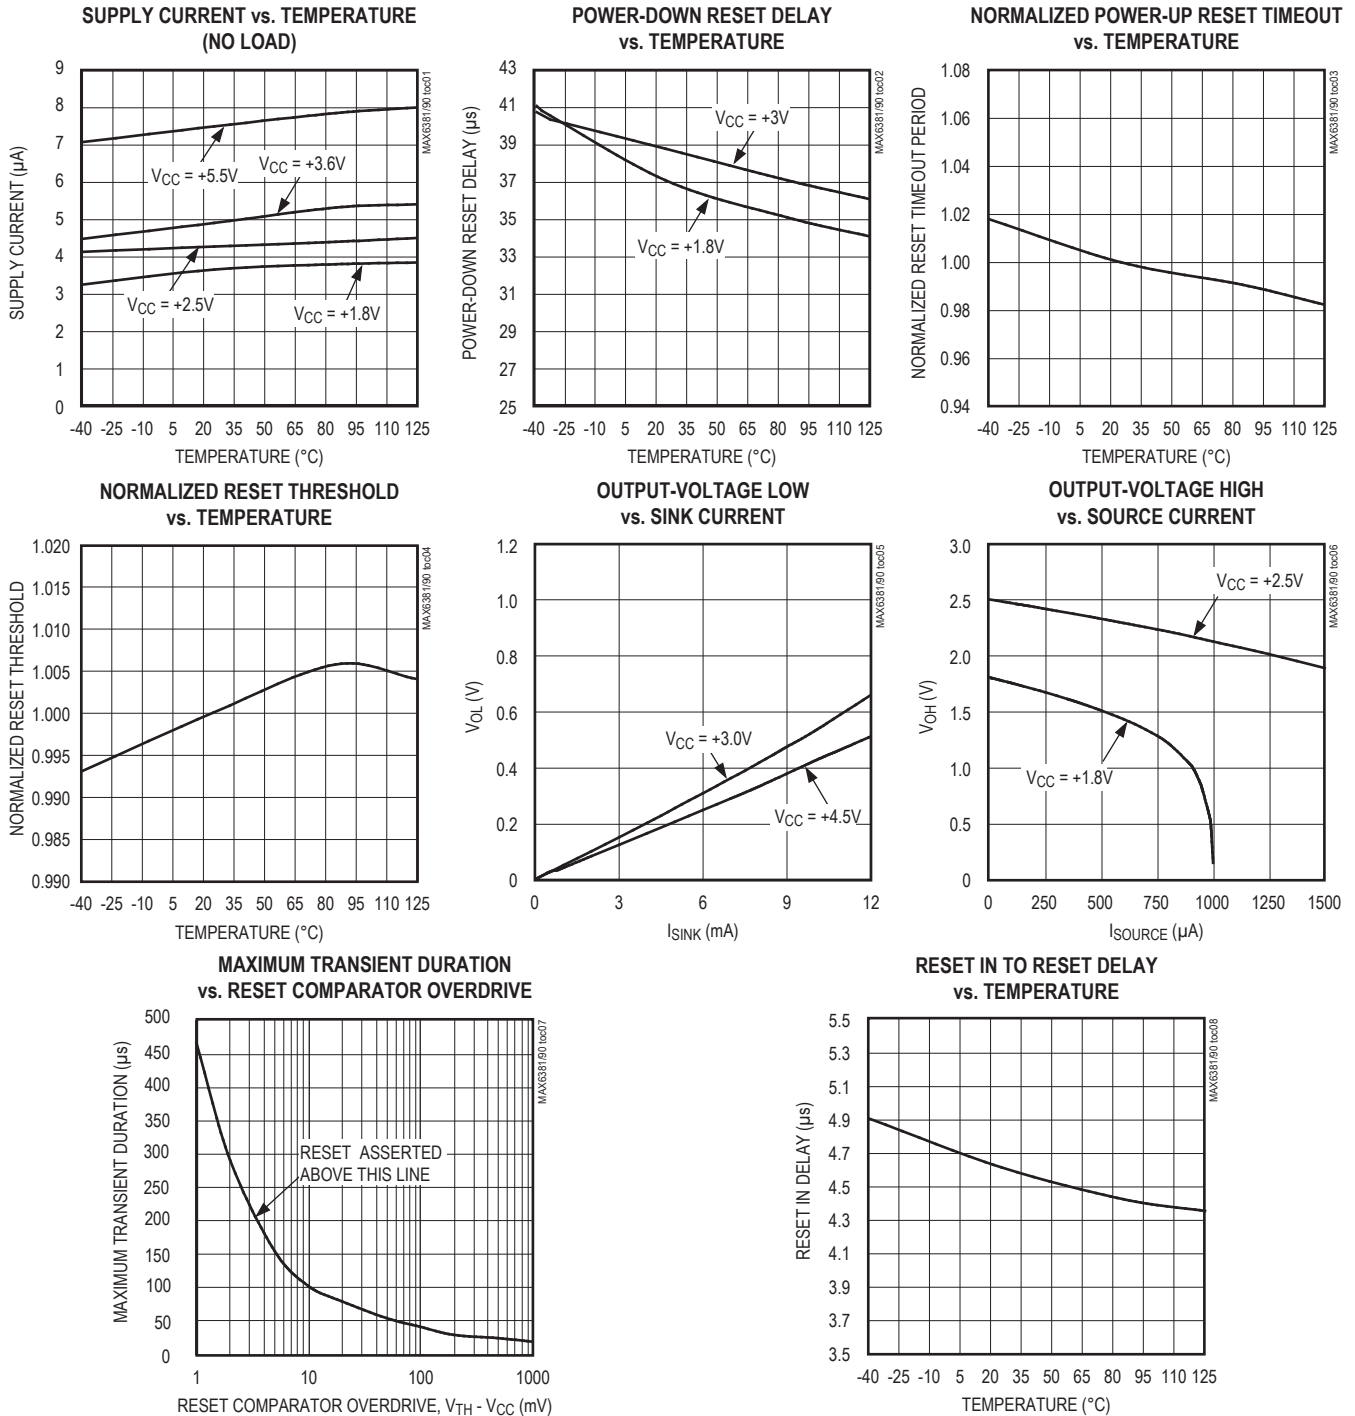 SUPPLY CURRENT vs. TEMPERATURE
(NO LOAD)
9
8
7
6
5
4
3
2
1
0
SUPPLY CURRENT (µA)
VCC = +5.5V
VCC = +3.6V
VCC = +2.5V
VCC = +1.8V
MAX6381/90 toc01
-40 -25 -10 5 20 35 50 65 80 95 110 125
TEMPERATURE (°C)
POWER-DOWN RESET DELAY
vs. TEMPERATURE
43
41
39
37
35
33
31
29
27
25
POWER-DOWN RESET DELAY (µs)
VCC = +3V
VCC = +1.8V
MAX6381/90 toc02
-40 -25 -10 5 20 35 50 65 80 95 110 125
TEMPERATURE (°C)
NORMALIZED POWER-UP RESET TIMEOUT
vs. TEMPERATURE
1.08
1.06
1.04
1.02
1.00
0.98
0.96
0.94
NORMALIZED RESET TIMEOUT PERIOD
MAX6381/90 toc03
-40 -25 -10 5 20 35 50 65 80 95 110 125
TEMPERATURE (°C)
NORMALIZED RESET THRESHOLD
vs. TEMPERATURE
1.020
1.015
1.010
1.005
1.000
0.995
0.990
0.985
0.990
NORMALIZED RESET THRESHOLD
MAX6381/90 toc04
-40 -25 -10 5 20 35 50 65 80 95 110 125
TEMPERATURE (°C)
OUTPUT-VOLTAGE LOW
vs. SINK CURRENT
1.2
1.0
0.8
0.6
0.4
0.2
0
VOL (V)
VCC = +3.0V
VCC = +4.5V
MAX6381/90 toc05
0 3 6 9 12
ISINK (mA)
OUTPUT-VOLTAGE HIGH
vs. SOURCE CURRENT
3.0
2.5
2.0
1.5
1.0
0.5
0
VOH (V)
VCC = +2.5V
VCC = +1.8V
MAX6381/90 toc06
0 250 500 750 1000 1250 1500
ISOURCE (µA)
MAXIMUM TRANSIENT DURATION
vs. RESET COMPARATOR OVERDRIVE
500
450
400
350
300
250
200
150
100
50
0
MAXIMUM TRANSIENT DURATION (µs)
RESET ASSERTED
ABOVE THIS LINE
MAX6381/90 toc07
1 10 100 1000
RESET COMPARATOR OVERDRIVE, VTH - VCC (mV)
RESET IN TO RESET DELAY
vs. TEMPERATURE
5.5
5.3
5.1
4.9
4.7
4.5
4.3
4.1
3.9
3.7
3.5
RESET IN DELAY (µs)
MAX6381/90 toc08
-40 -25 -10 5 20 35 50 65 80 95 110 125
TEMPERATURE (°C)